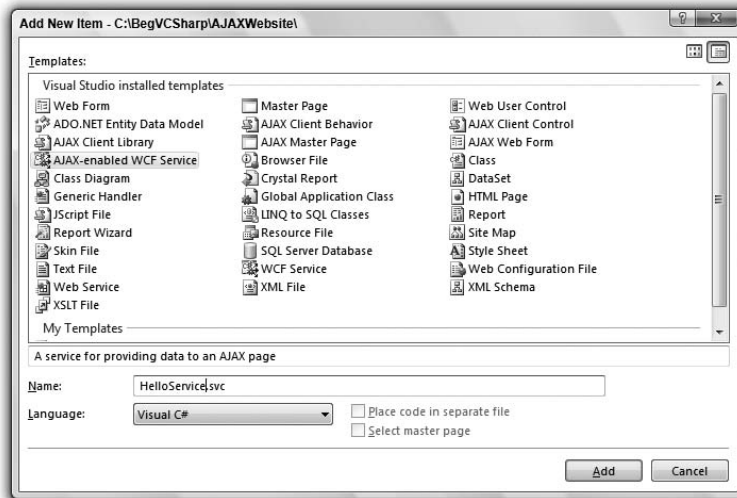 Add New Item - C:\BegVCSharp\AJAXWebsite\
Templates:
Visual Studio installed templates
Web Form Master Page Web User Control
ADO.NET Entity Data Model AJAX Client Behavior AJAX Client Control
AJAX Client Library AJAX Master Page AJAX Web Form
AJAX-enabled WCF Service Browser File Class
Class Diagram Crystal Report DataSet
Generic Handler Global Application Class HTML Page
JScript File LINQ to SQL Classes Report
Report Wizard Resource File Site Map
Skin File SQL Server Database Style Sheet
Text File WCF Service Web Configuration File
Web Service XML File XML Schema
XSLT File
My Templates
A service for providing data to an AJAX page
Name: HelloService.svc
Language: Visual C# Place code in separate file
Select master page
Add Cancel